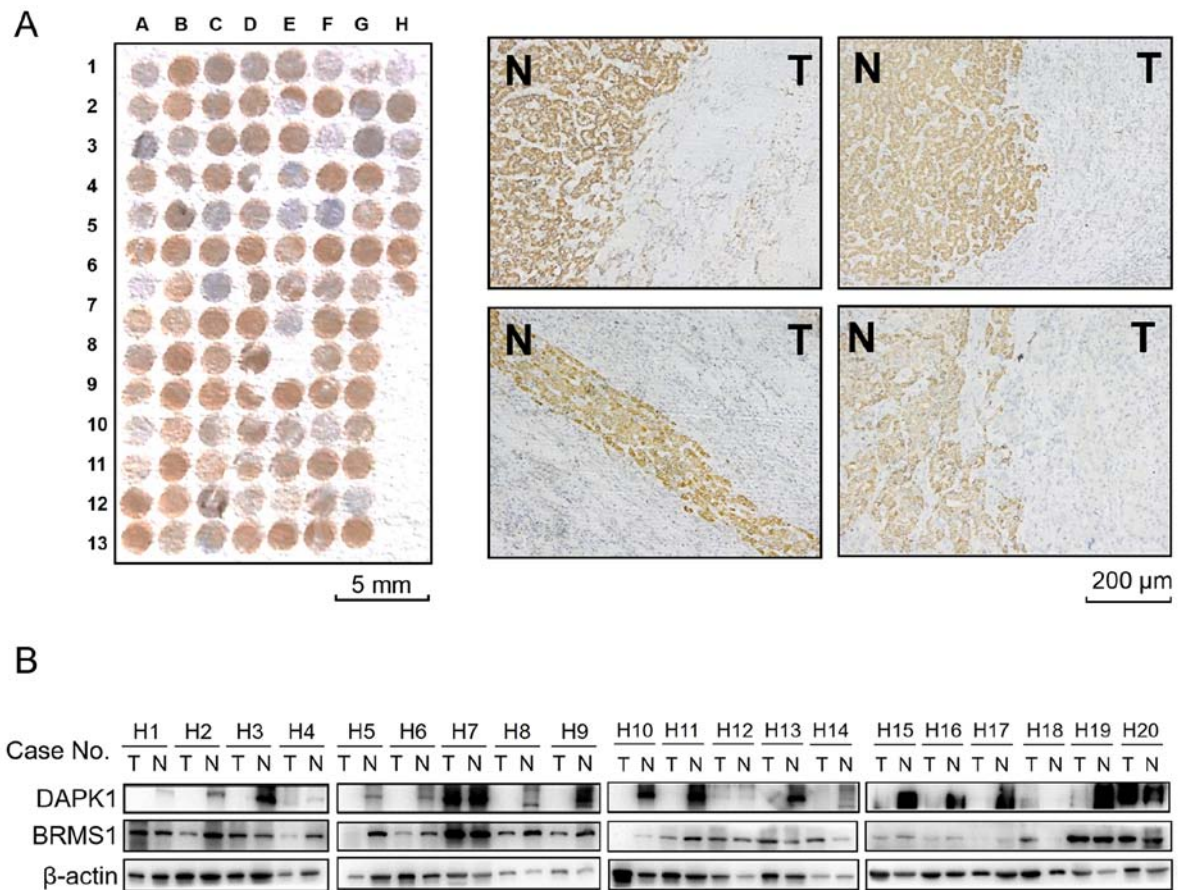 A
A B C D E F G H
1
2
3
4
5
6
7
8
9
10
11
12
13
5 mm
N T
N T
N T
N T
200 µm
B
Case No. H1 H2 H3 H4 H5 H6 H7 H8 H9 H10 H11 H12 H13 H14 H15 H16 H17 H18 H19 H20
T N T N T N T N T N T N T N T N T N T N T N T N T N T N T N T N T N T N T N T N
DAPK1
BRMS1
β-actin